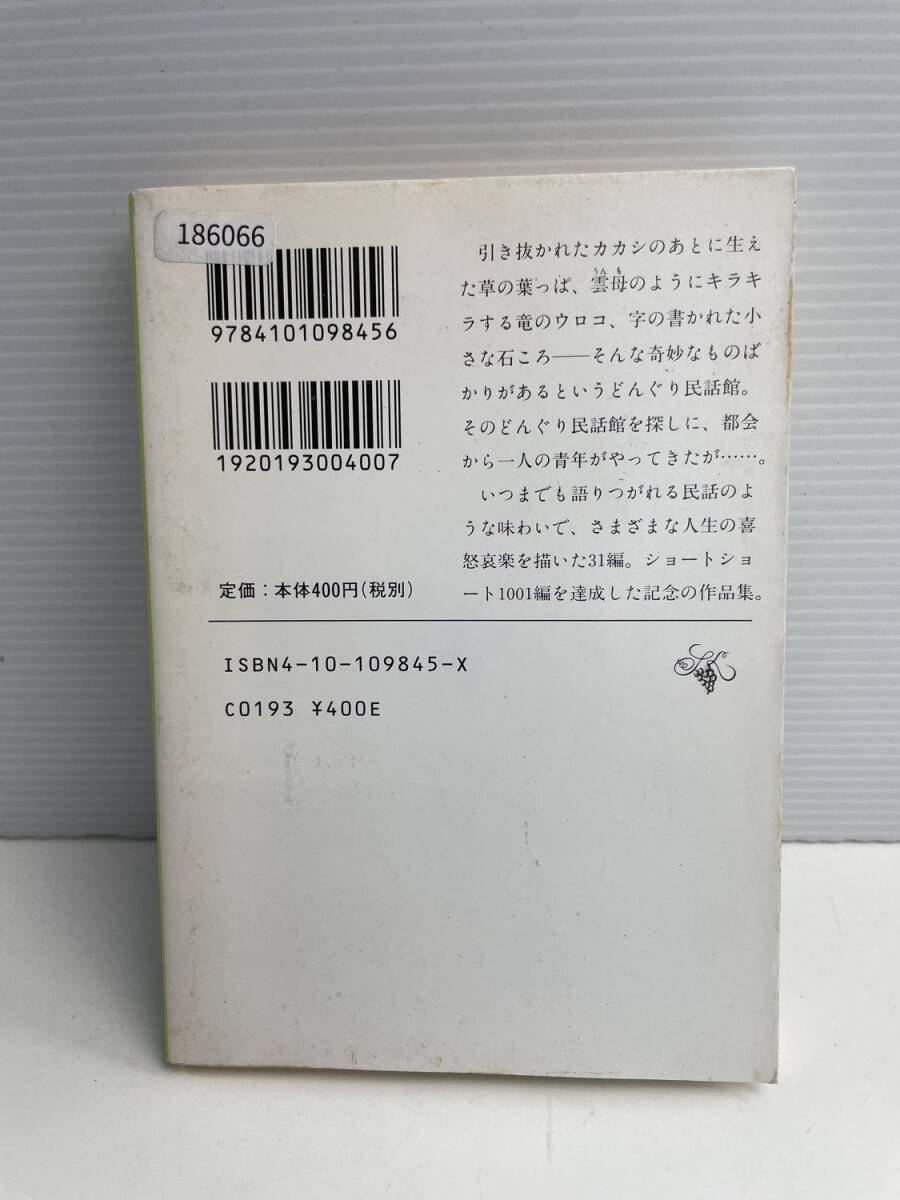 186066
9784101098456
1920193004007
定価：本体400円（税別）
引き抜かれたカカシのあとに生え
た草の葉っぱ、雲母のようにキラキ
うんも
ラする竜のウロコ、字の書かれた小
さな石ころ――そんな奇妙なものば
かりがあるというどんぐり民話館。
そのどんぐり民話館を探しに、都会
から一人の青年がやってきたが……。
いつまでも語りつがれる民話のよ
うな味わいで、さまざまな人生の喜
怒哀楽を描いた31編。ショートショ
ート1001編を達成した記念の作品集。
ISBN4-10-109845-X
C0193 ¥400E